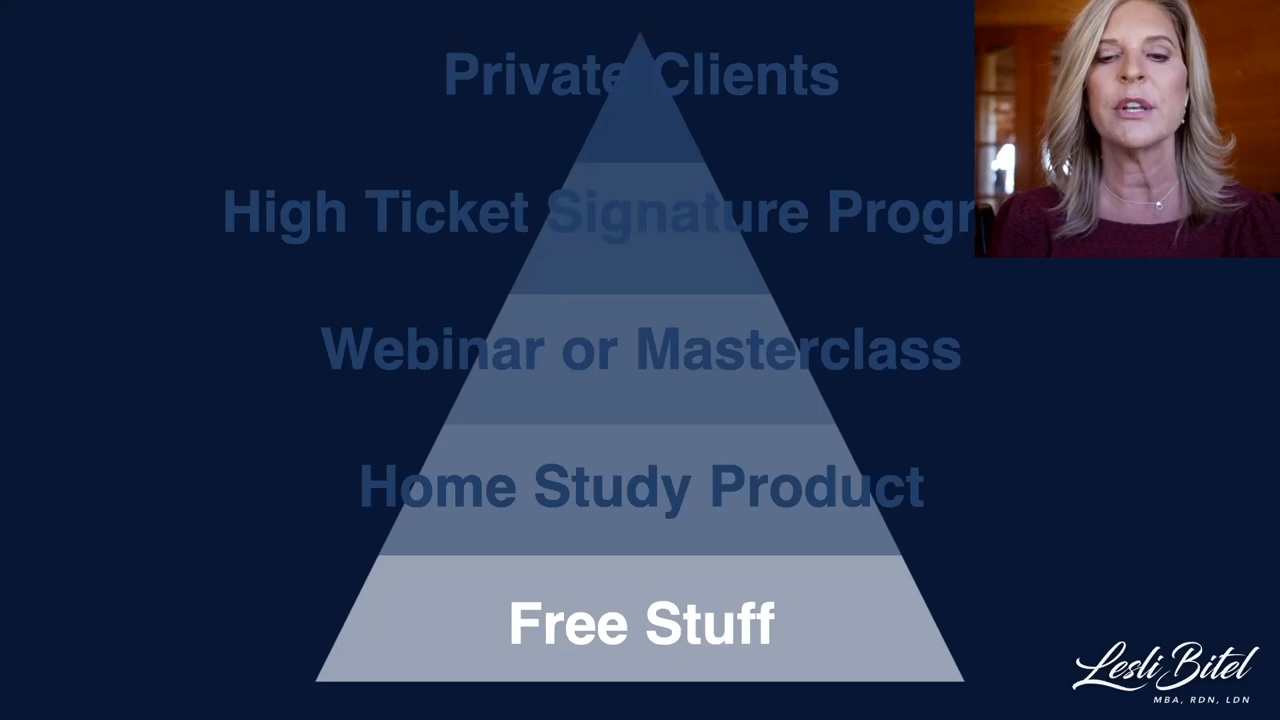 Private Clients
High Ticket Signature Progr
Webinar or Masterclass
Home Study Product
Free Stuff
Lesli Bitel
MBA, RDN, LDN